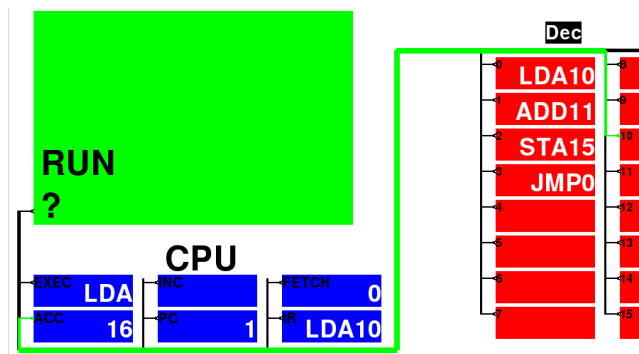 Dec
0 LDA10 8
1 ADD11 9
2 STA15 10
3 JMP0 11
4 12
5 13
6 14
7 15
RUN
?
CPU
EXEC LDA INC FETCH 0
ACC 16 PC 1 IR LDA10